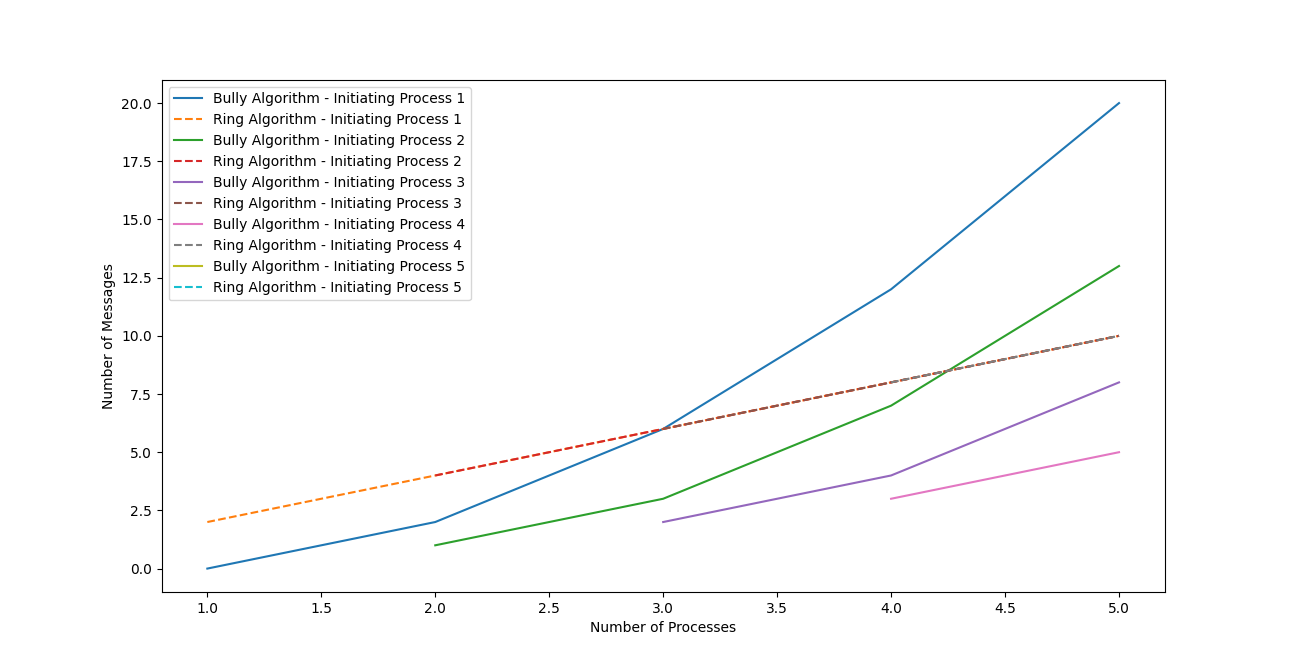 Bully Algorithm - Initiating Process 1
Ring Algorithm - Initiating Process 1
Bully Algorithm - Initiating Process 2
Ring Algorithm - Initiating Process 2
Bully Algorithm - Initiating Process 3
Ring Algorithm - Initiating Process 3
Bully Algorithm - Initiating Process 4
Ring Algorithm - Initiating Process 4
Bully Algorithm - Initiating Process 5
Ring Algorithm - Initiating Process 5
20.0
17.5
15.0
12.5
10.0
7.5
5.0
2.5
0.0
Number of Messages
1.0 1.5 2.0 2.5 3.0 3.5 4.0 4.5 5.0
Number of Processes